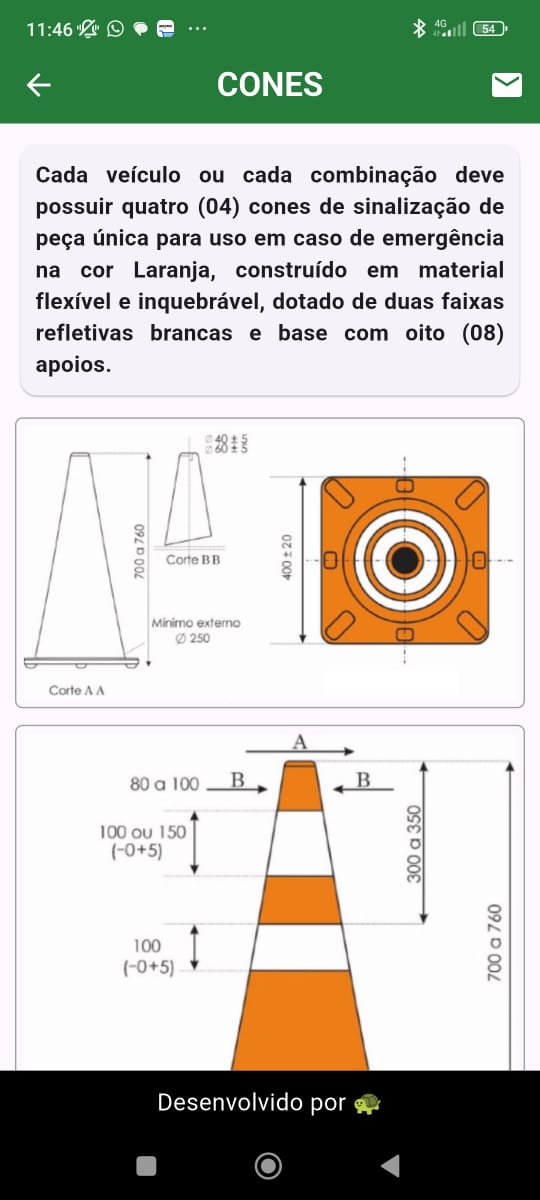 11:46
4G
54
CONES
Cada veículo ou cada combinação deve
possuir quatro (04) cones de sinalização de
peça única para uso em caso de emergência
na cor Laranja, construído em material
flexível e inquebrável, dotado de duas faixas
refletivas brancas e base com oito (08)
apoios.
∅ 40 ± 5
∅ 60 ± 5
700 a 760
Corte B B
400 ± 20
Mínimo externo
∅ 250
Corte A A
A
80 a 100
B
B
100 ou 150
(-0+5)
300 a 350
100
(-0+5)
700 a 760
Desenvolvido por 🐢